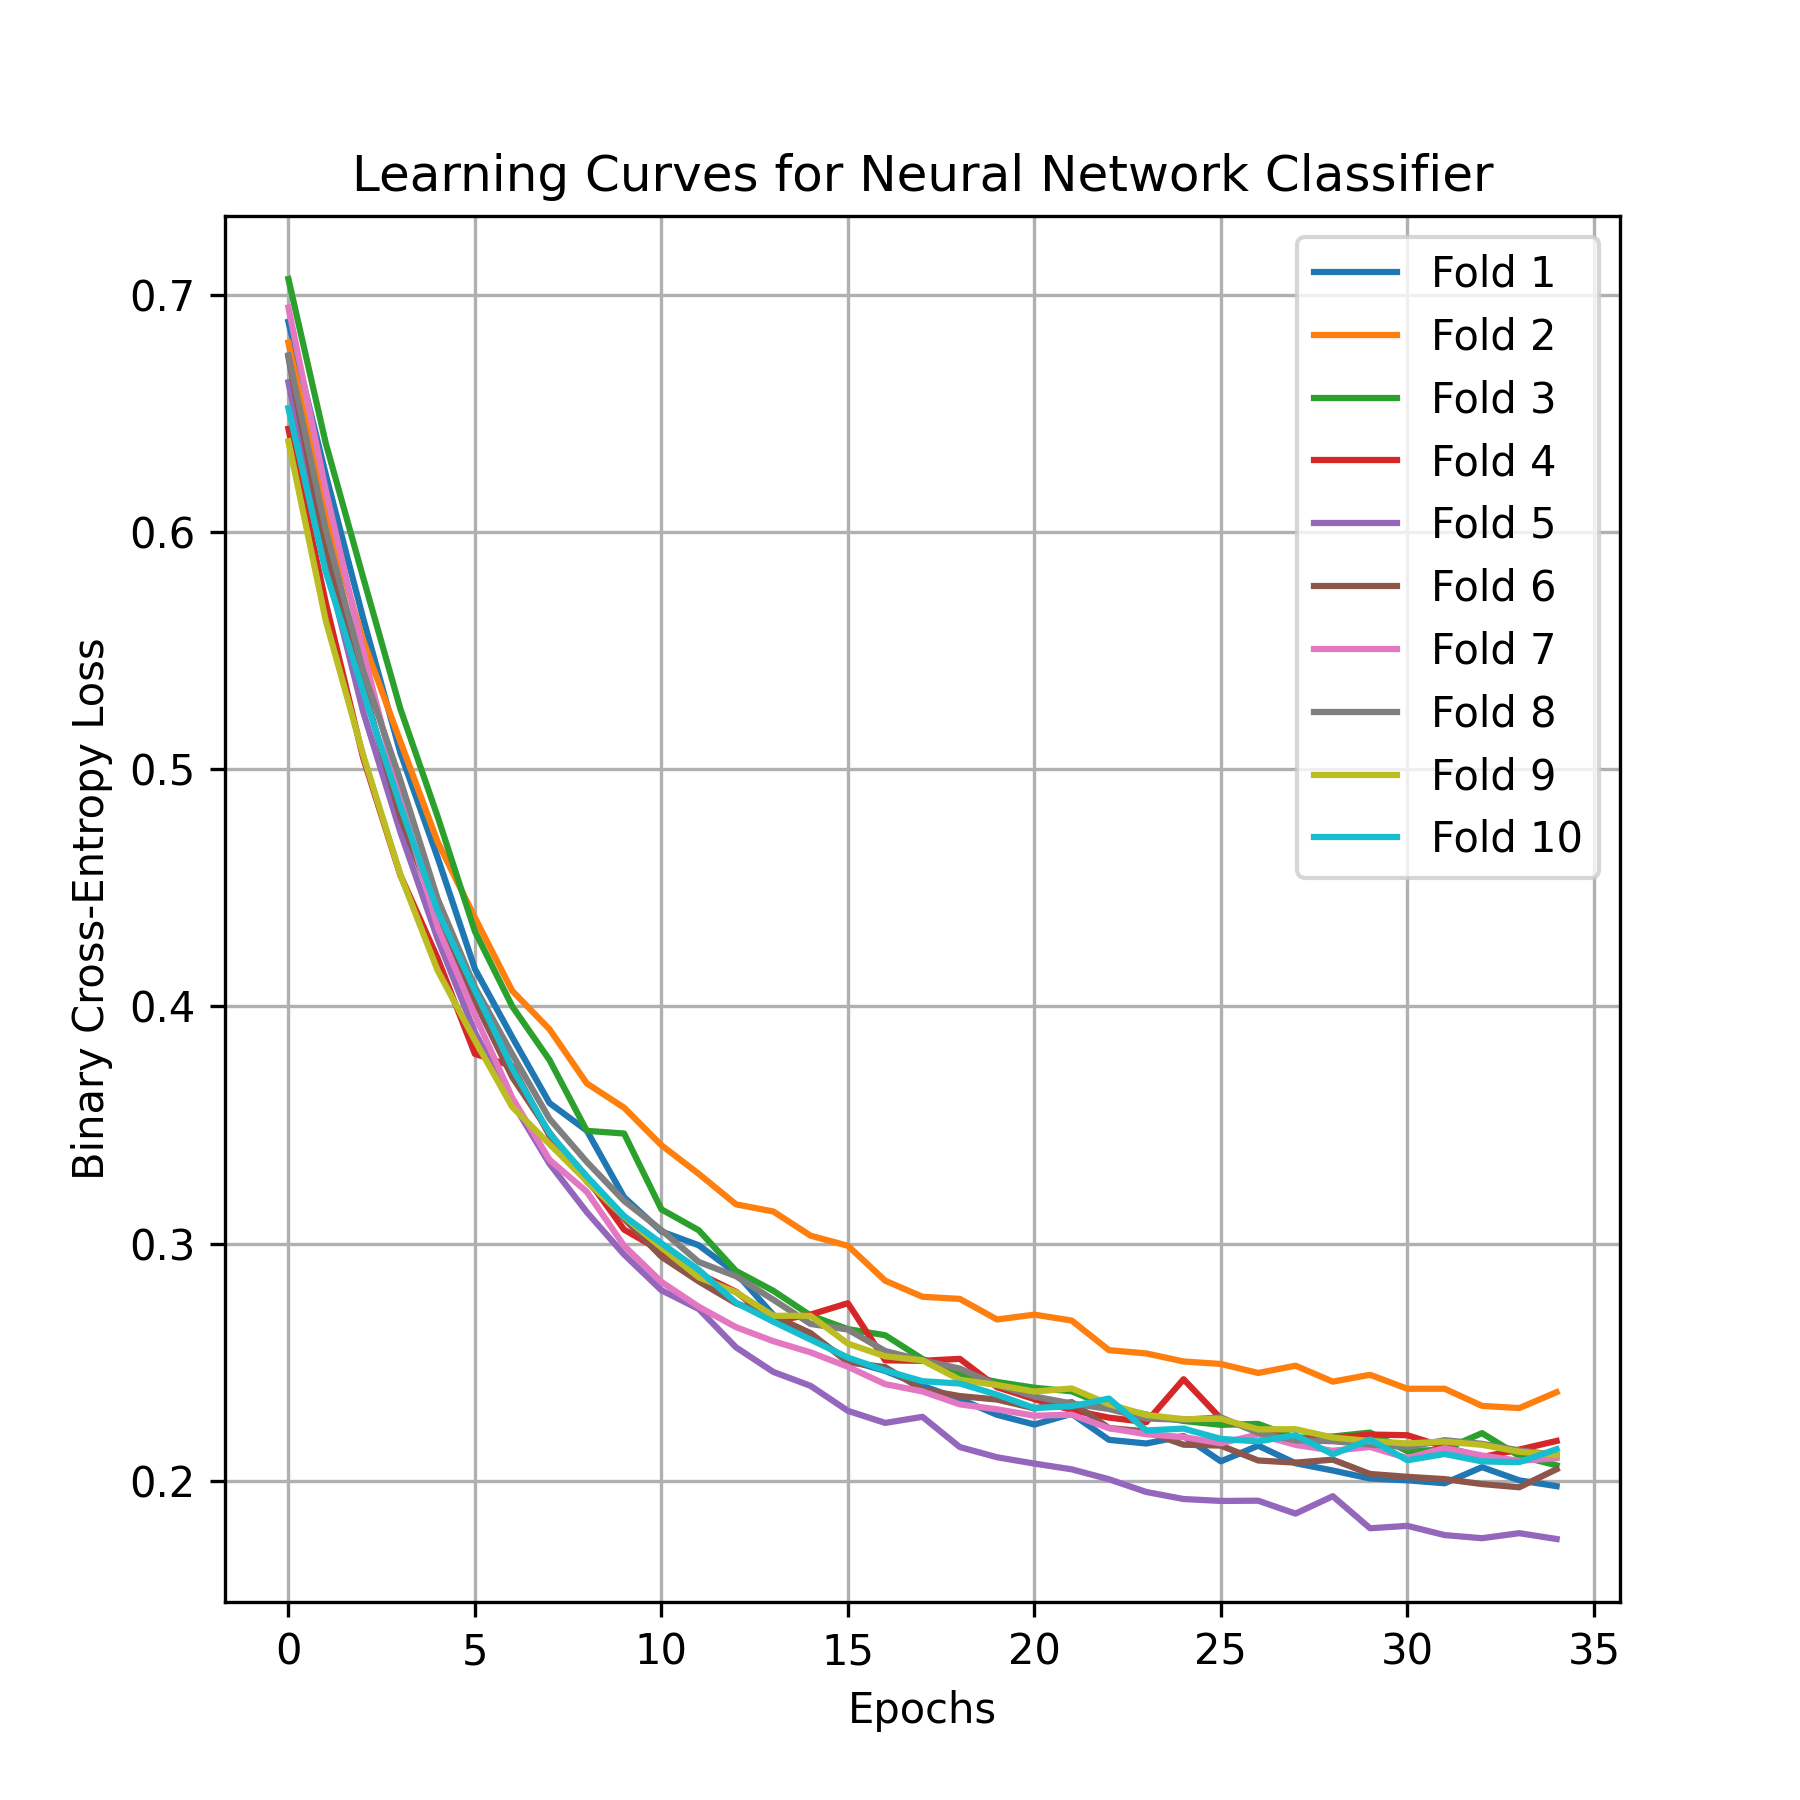 Learning Curves for Neural Network Classifier
Fold 1
Fold 2
Fold 3
Fold 4
Fold 5
Fold 6
Fold 7
Fold 8
Fold 9
Fold 10
0.7
0.6
0.5
0.4
0.3
0.2
Binary Cross-Entropy Loss
0 5 10 15 20 25 30 35
Epochs